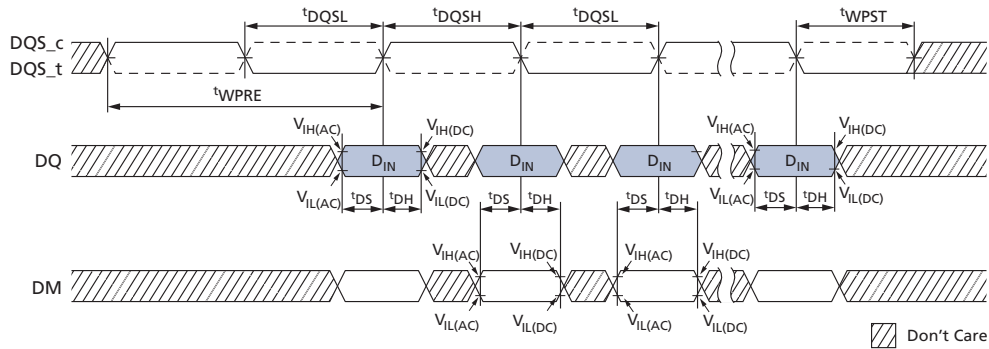 tDQSL tDQSH tDQSL tWPST
DQS_c
DQS_t
tWPRE
VIH(AC) VIH(DC) VIH(AC) VIH(DC)
DQ DIN DIN DIN DIN
VIL(AC) tDS tDH VIL(DC) tDS tDH tDS tDH VIL(AC) tDS tDH VIL(DC)
VIH(AC) VIH(DC) VIH(AC) VIH(DC)
DM
VIL(AC) VIL(DC) VIL(AC) VIL(DC)
Don't Care